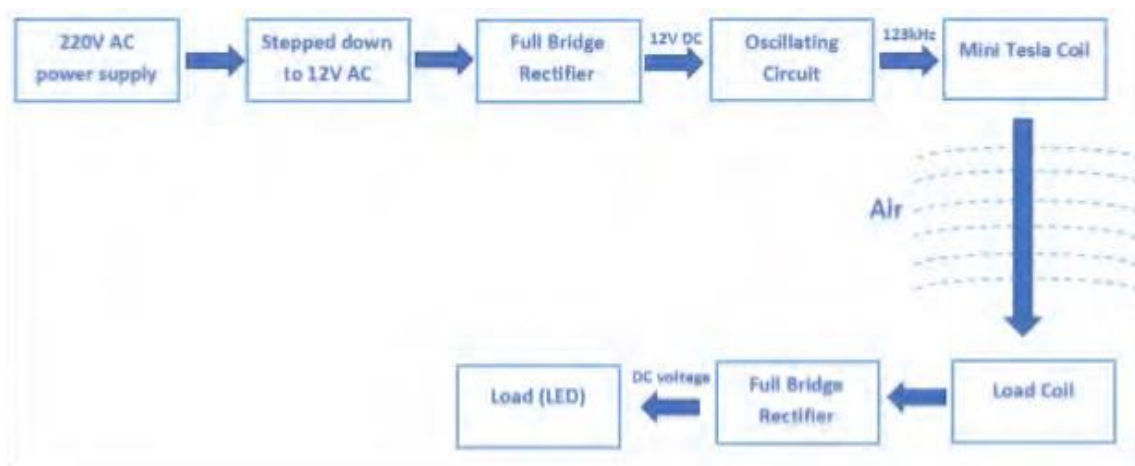 220V AC
power supply
Stepped down
to 12V AC
Full Bridge
Rectifier
12V DC
Oscillating
Circuit
123kHz
Mini Tesla Coil
Air
Load Coil
Full Bridge
Rectifier
DC voltage
Load (LED)